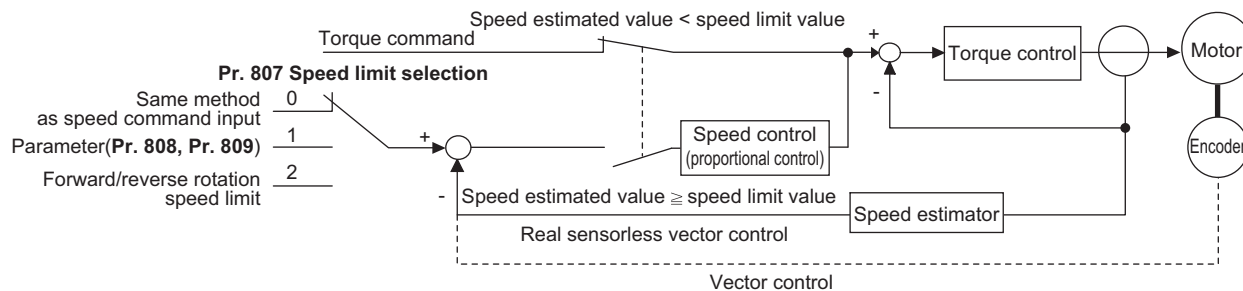 Speed estimated value < speed limit value
Torque command
+
Torque control
Motor
-
Pr. 807 Speed limit selection
Same method
as speed command input
0
Parameter(Pr. 808, Pr. 809)
1
Forward/reverse rotation
speed limit
2
+
-
Speed control
(proportional control)
Encoder
Speed estimated value ≧ speed limit value
Speed estimator
Real sensorless vector control
Vector control